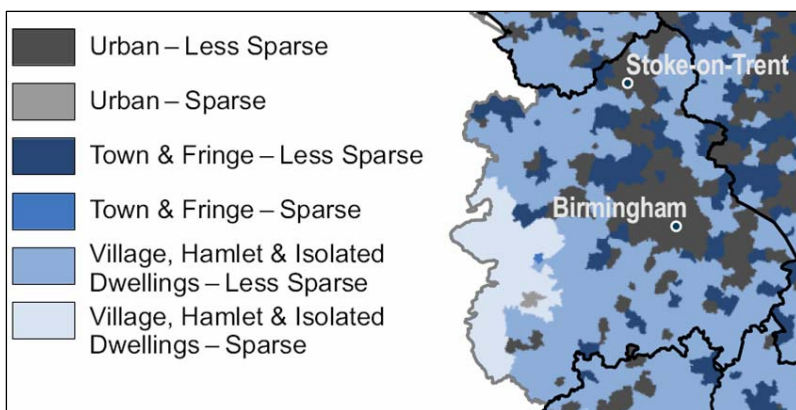 Urban – Less Sparse
Urban – Sparse
Town & Fringe – Less Sparse
Town & Fringe – Sparse
Village, Hamlet & Isolated
Dwellings – Less Sparse
Village, Hamlet & Isolated
Dwellings – Sparse
Stoke-on-Trent
Birmingham